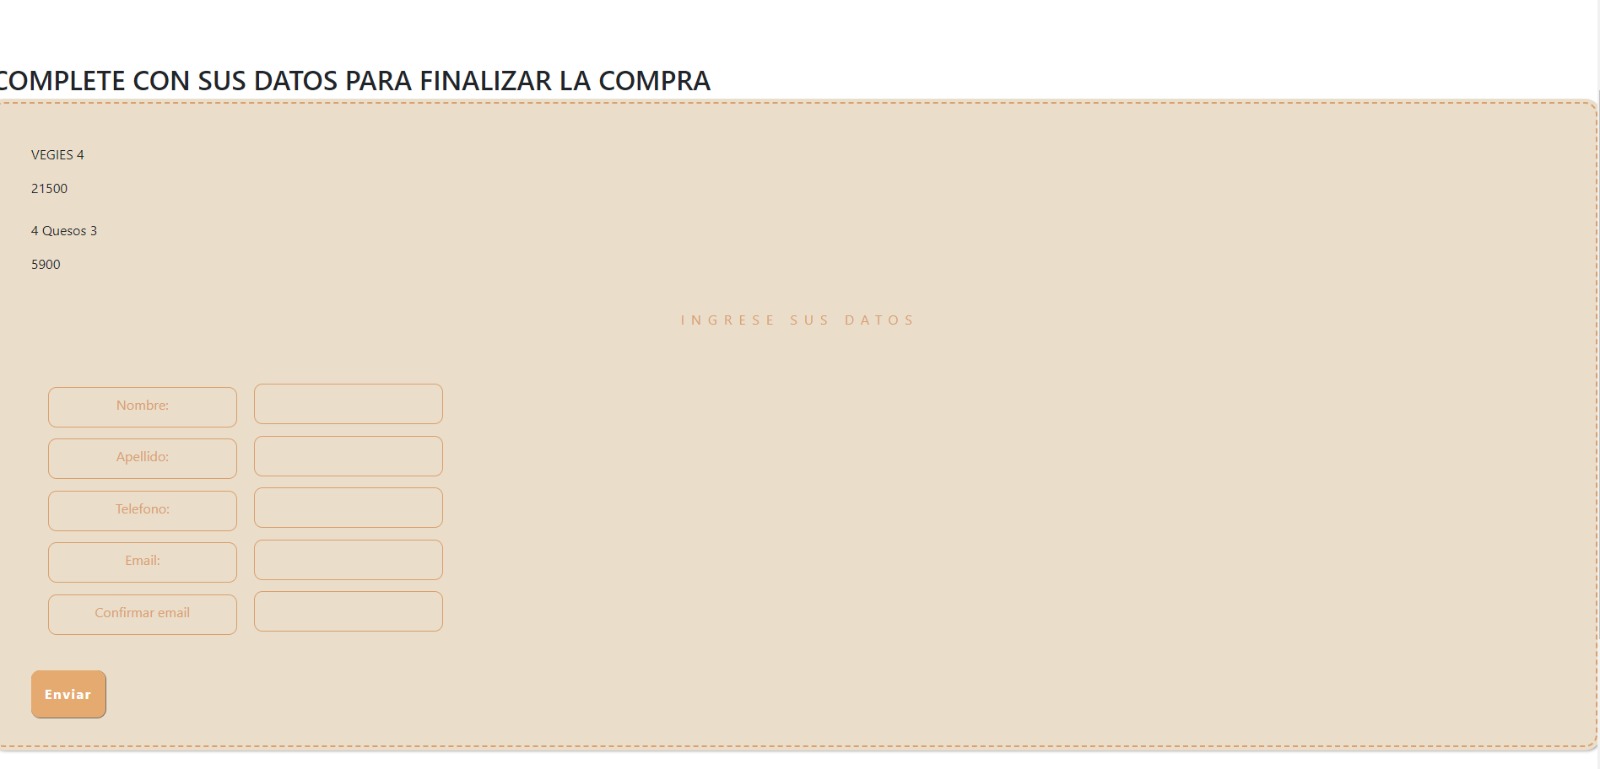 COMPLETE CON SUS DATOS PARA FINALIZAR LA COMPRA
VEGIES 4
21500
4 Quesos 3
5900
INGRESE SUS DATOS
Nombre:
Apellido:
Telefono:
Email:
Confirmar email
Enviar